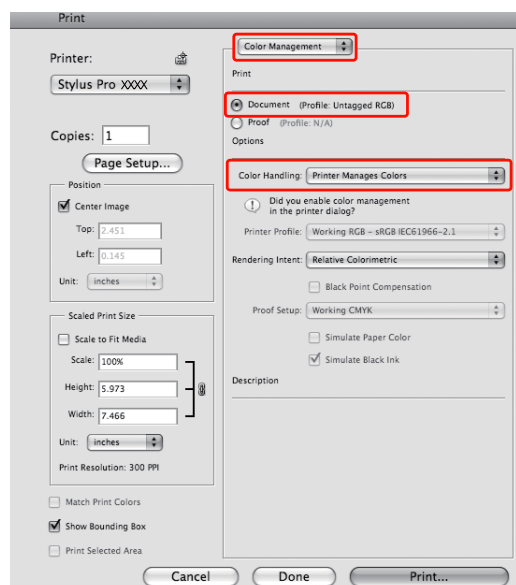 Print
Printer:
Stylus Pro XXXX
Copies: 1
Page Setup...
Position
Center Image
Top: 2.451
Left: 0.145
Unit: inches
Scaled Print Size
Scale to Fit Media
Scale: 100%
Height: 5.973
Width: 7.466
Unit: inches
Print Resolution: 300 PPI
Match Print Colors
Show Bounding Box
Print Selected Area
Color Management
Print
Document (Profile: Untagged RGB)
Proof (Profile: N/A)
Options
Color Handling: Printer Manages Colors
Did you enable color management
in the printer dialog?
Printer Profile: Working RGB - sRGB IEC61966-2.1
Rendering Intent: Relative Colorimetric
Black Point Compensation
Proof Setup: Working CMYK
Simulate Paper Color
Simulate Black Ink
Description
Cancel
Done
Print...